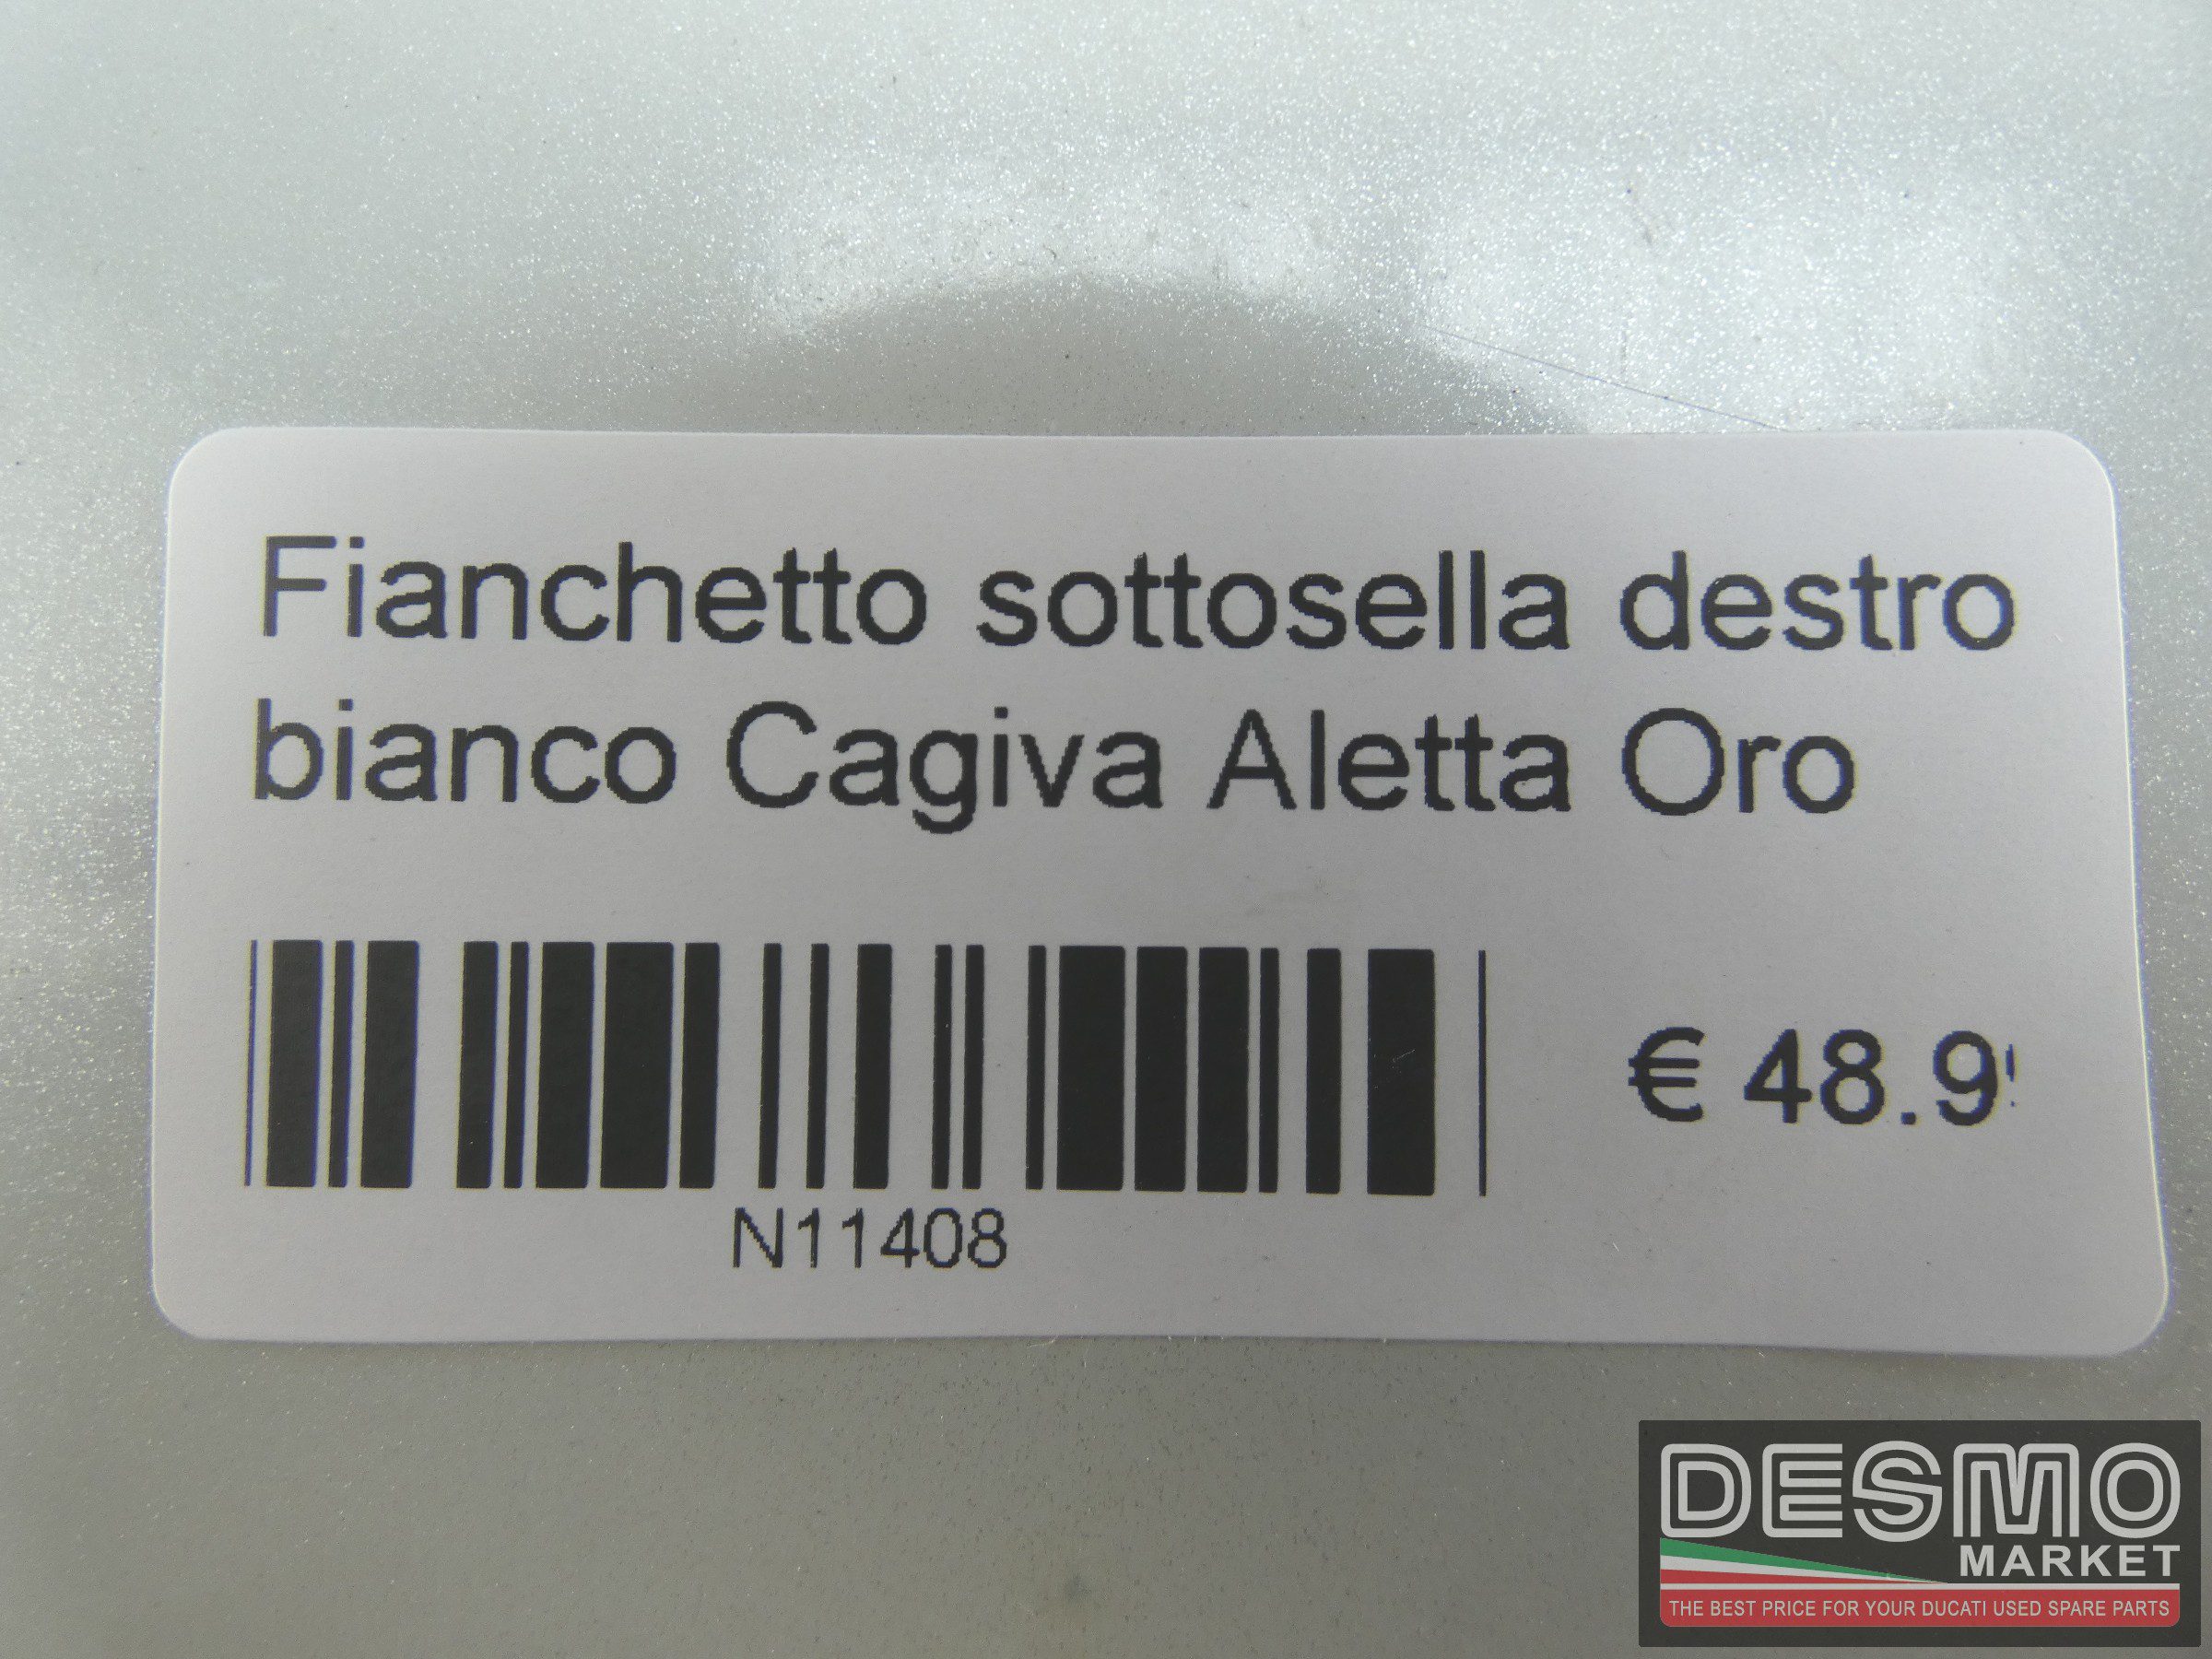 Fianchetto sottosella destro
bianco Cagiva Aletta Oro
€ 48.9
N11408
DESMO
MARKET
THE BEST PRICE FOR YOUR DUCATI USED SPARE PARTS